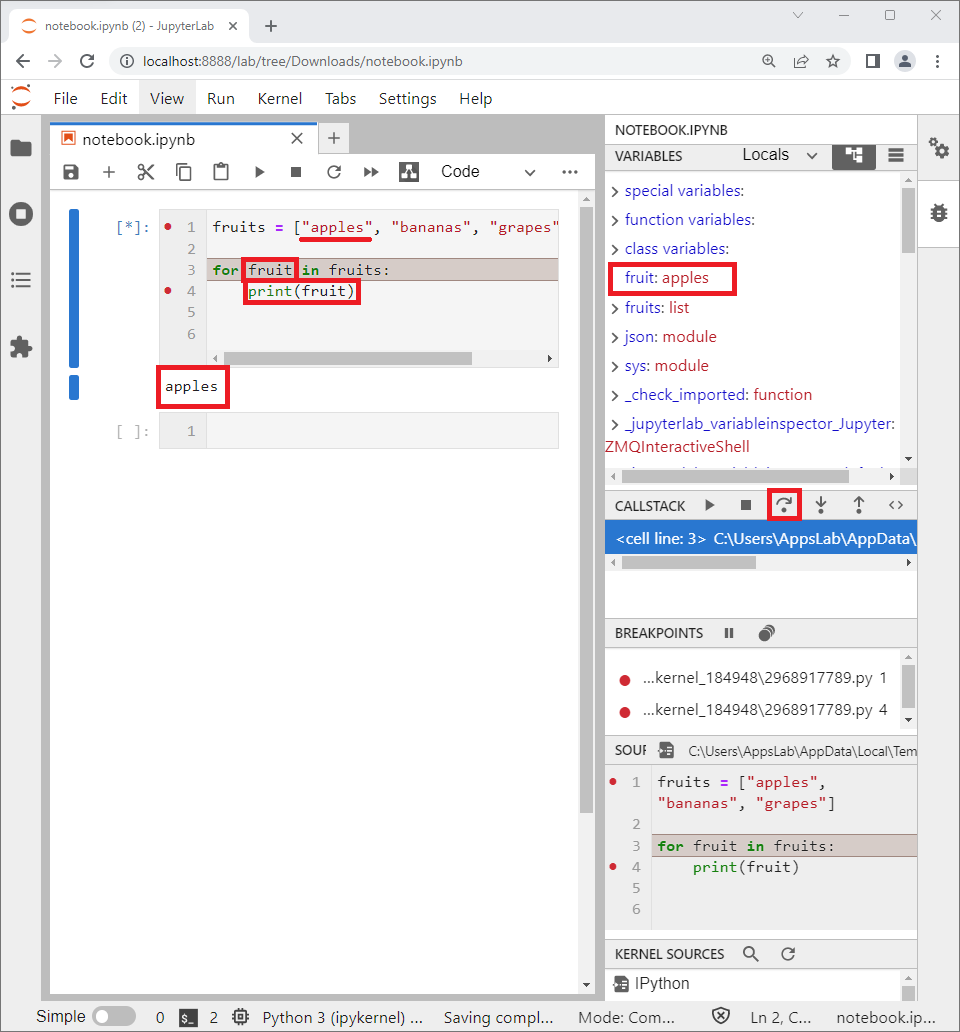 notebook.ipynb (2) - JupyterLab
localhost:8888/lab/tree/Downloads/notebook.ipynb
File Edit View Run Kernel Tabs Settings Help
notebook.ipynb
Code
[*]:
1 fruits = ["apples", "bananas", "grapes"
2
3 for fruit in fruits:
4 print(fruit)
5
6
apples
[ ]: 1
NOTEBOOK.IPYNB
VARIABLES Locals
special variables:
function variables:
class variables:
fruit: apples
fruits: list
json: module
sys: module
_check_imported: function
_jupyterlab_variableinspector_Jupyter:
ZMQInteractiveShell
CALLSTACK
<cell line: 3> C:\Users\AppsLab\AppData\
BREAKPOINTS
...kernel_184948\2968917789.py 1
...kernel_184948\2968917789.py 4
SOUR C:\Users\AppsLab\AppData\Local\Tem
1 fruits = ["apples",
"bananas", "grapes"]
2
3 for fruit in fruits:
4 print(fruit)
5
6
KERNEL SOURCES
IPython
Simple 0 $_ 2 Python 3 (ipykernel) ... Saving compl... Mode: Com... Ln 2, C... notebook.ip...